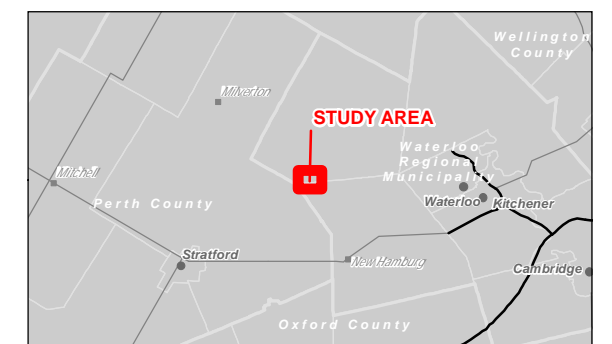 Wellington
County
Milverton
STUDY AREA
Waterloo
Regional
Municipality
Mitchell
Perth County
Waterloo
Kitchener
Stratford
New Hamburg
Cambridge
Oxford County